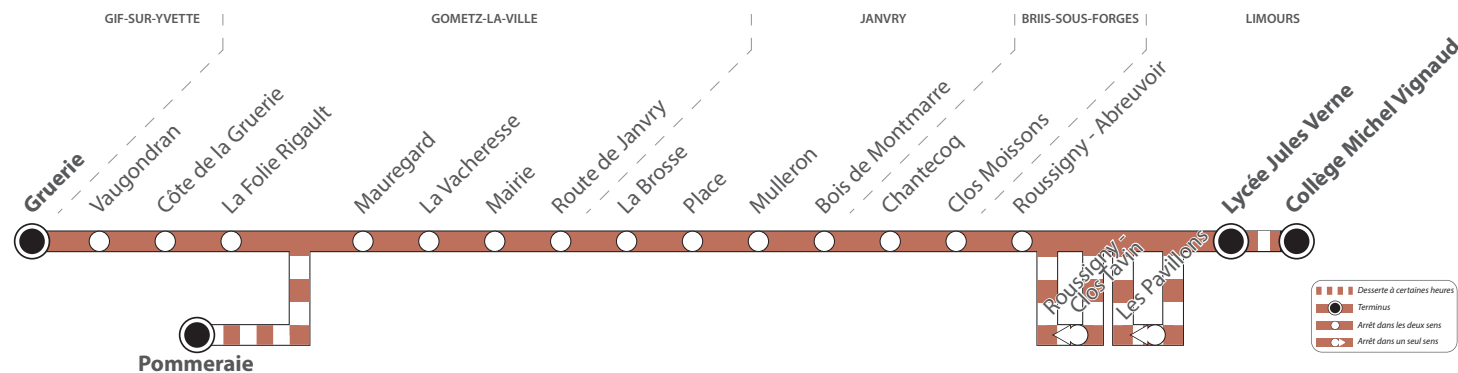 GIF-SUR-YVETTE
GOMETZ-LA-VILLE
JANVRY
BRIIS-SOUS-FORGES
LIMOURS
Gruerie
Vaugondran
Côte de la Gruerie
La Folie Rigault
Mauregard
La Vacheresse
Mairie
Route de Janvry
La Brosse
Place
Mulleron
Bois de Montmarre
Chantecoq
Clos Moissons
Roussigny - Abreuvoir
Roussigny -
Clos Tavin
Les Pavillons
Lycée Jules Verne
Collège Michel Vignaud
Pommeraie
Desserte à certaines heures
Terminus
Arrêt dans les deux sens
Arrêt dans un seul sens